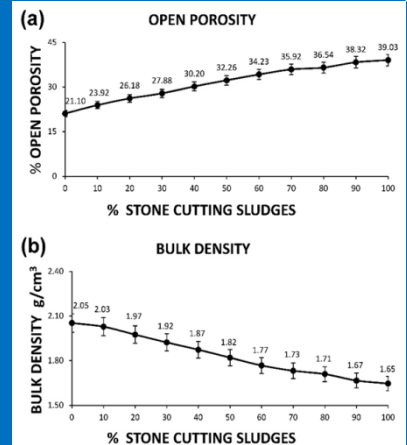 (a)
OPEN POROSITY
% OPEN POROSITY
45
30
15
0
21.10 23.92 26.18 27.88 30.20 32.26 34.23 35.92 36.54 38.32 39.03
0 10 20 30 40 50 60 70 80 90 100
% STONE CUTTING SLUDGES
(b)
BULK DENSITY
BULK DENSITY g/cm³
2.40
2.10
1.80
1.50
2.05 2.03 1.97 1.92 1.87 1.82 1.77 1.73 1.71 1.67 1.65
0 10 20 30 40 50 60 70 80 90 100
% STONE CUTTING SLUDGES